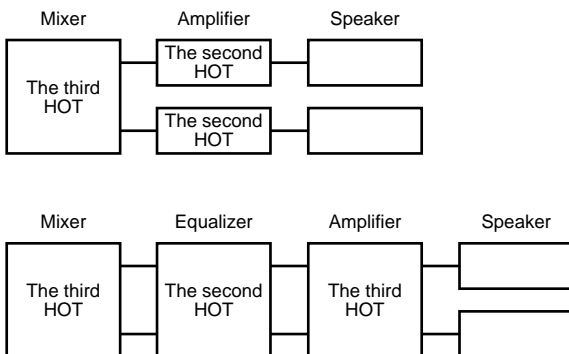 Mixer Amplifier Speaker
The second
HOT
The third
HOT
The second
HOT
Mixer Equalizer Amplifier Speaker
The third
HOT
The second
HOT
The third
HOT